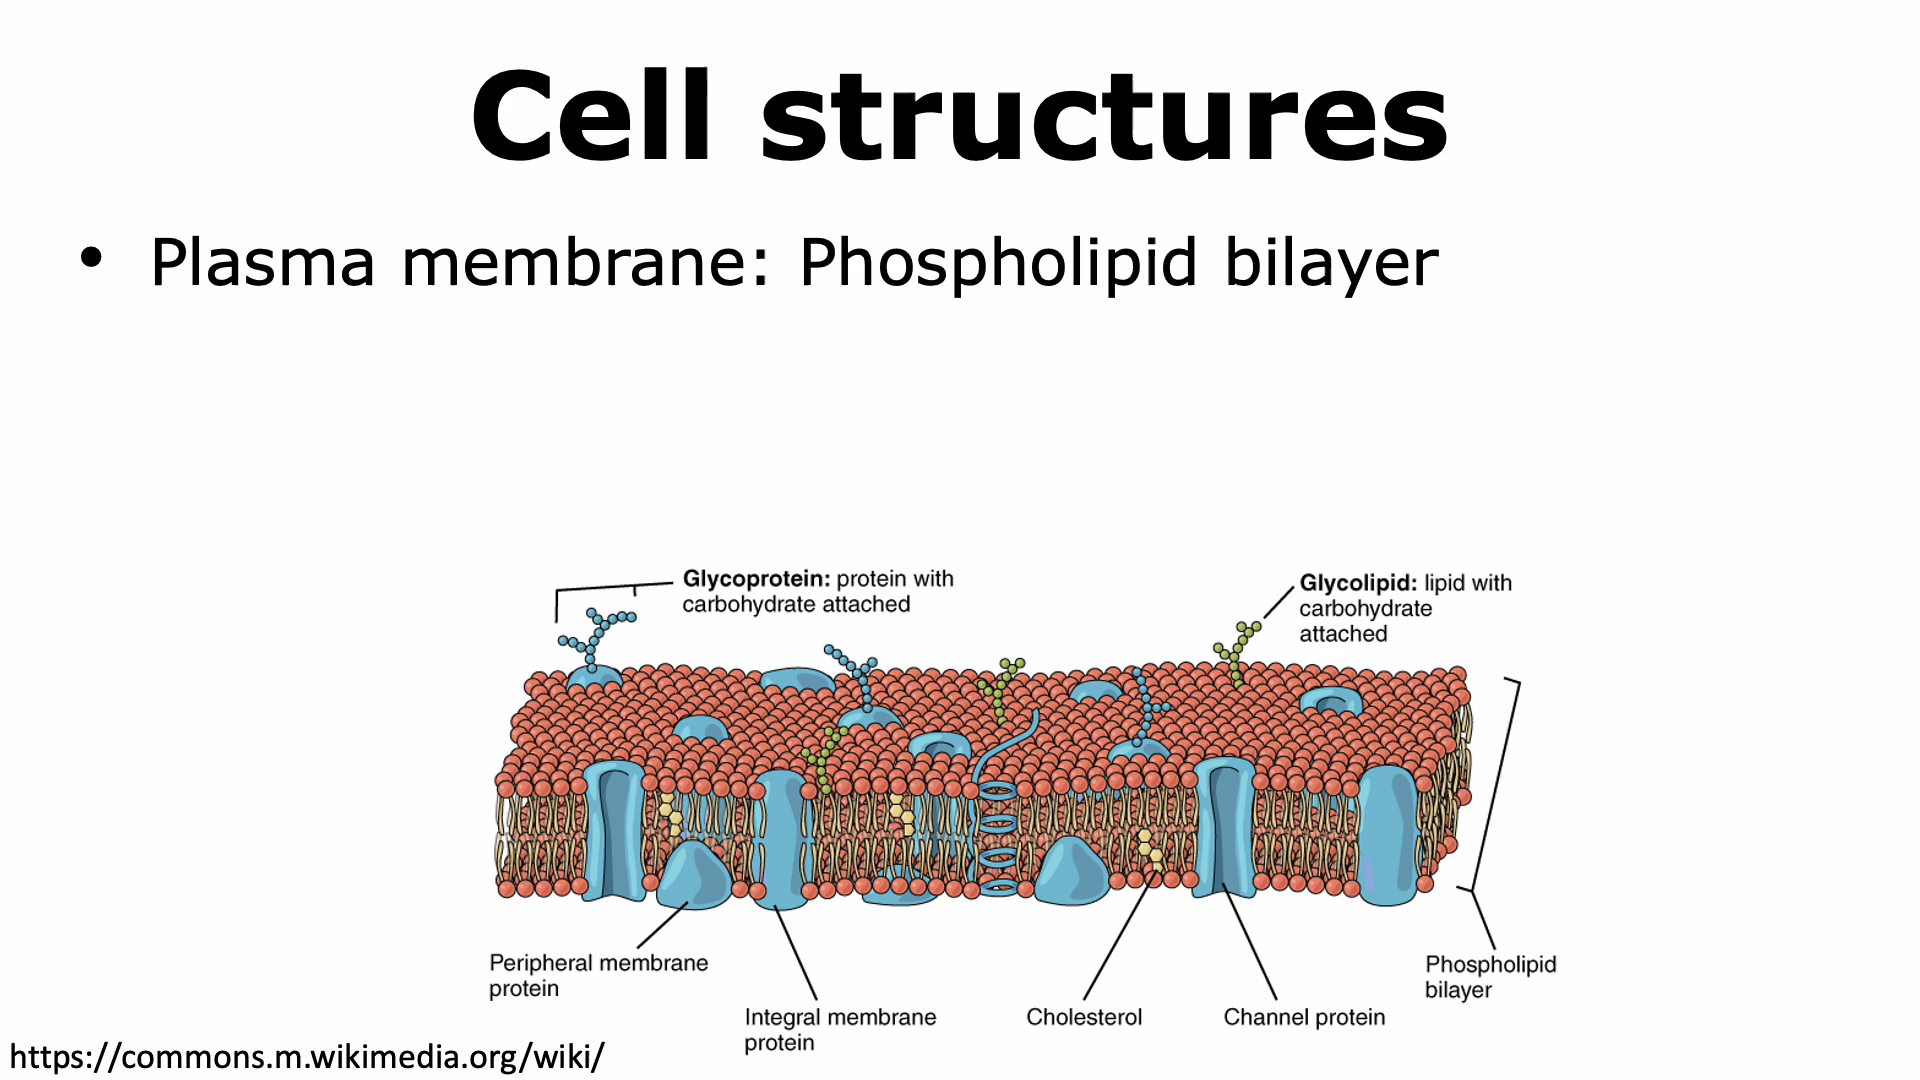 Cell structures
• Plasma membrane: Phospholipid bilayer
Glycoprotein: protein with
carbohydrate attached
Glycolipid: lipid with
carbohydrate
attached
Peripheral membrane
protein
Integral membrane
protein
Cholesterol
Channel protein
Phospholipid
bilayer
https://commons.m.wikimedia.org/wiki/